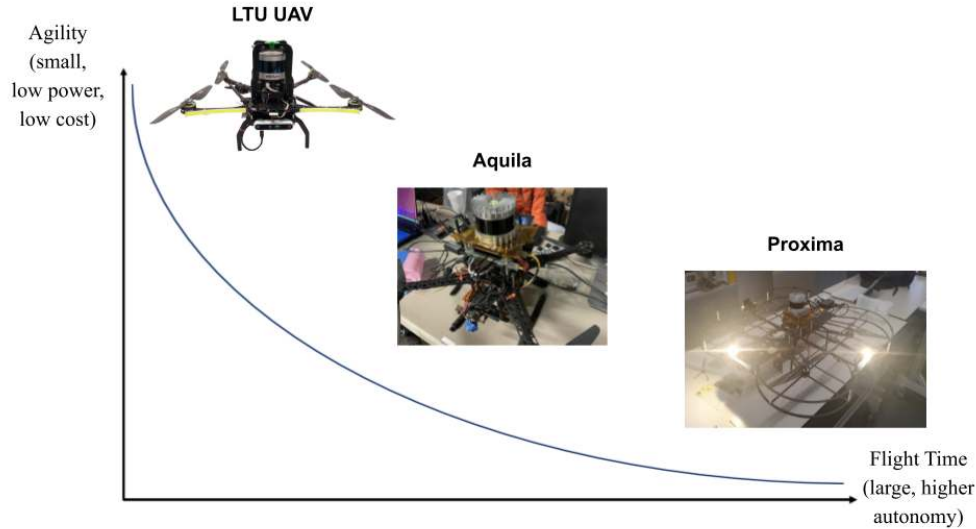 LTU UAV
Agility
(small,
low power,
low cost)
Aquila
Proxima
Flight Time
(large, higher
autonomy)